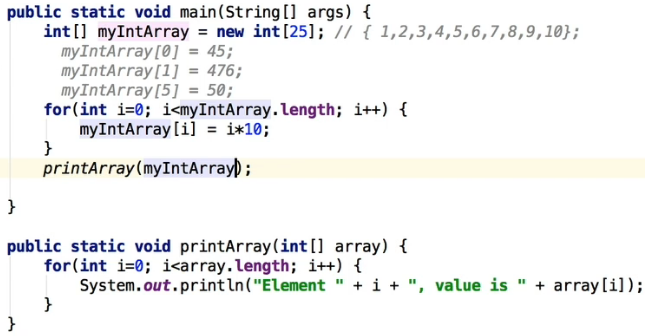 public static void main(String[] args) {
int[] myIntArray = new int[25]; // { 1,2,3,4,5,6,7,8,9,10};
myIntArray[0] = 45;
myIntArray[1] = 476;
myIntArray[5] = 50;
for(int i=0; i<myIntArray.length; i++) {
myIntArray[i] = i*10;
}
printArray(myIntArray);
}
public static void printArray(int[] array) {
for(int i=0; i<array.length; i++) {
System.out.println("Element " + i + ", value is " + array[i]);
}
}